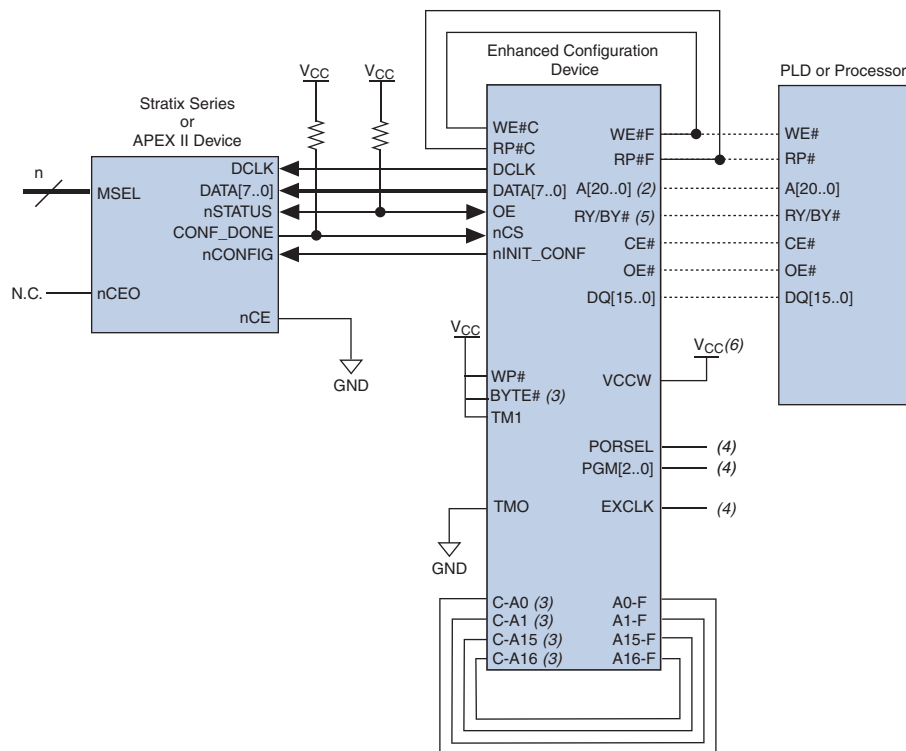 Enhanced Configuration
Device
PLD or Processor
VCC
VCC
Stratix Series
or
APEX II Device
n
MSEL
DCLK
DATA[7..0]
nSTATUS
CONF_DONE
nCONFIG
N.C.
nCEO
nCE
GND
WE#C
RP#C
DCLK
DATA[7..0]
OE
nCS
nINIT_CONF
WE#F
RP#F
A[20..0] (2)
RY/BY# (5)
CE#
OE#
DQ[15..0]
WE#
RP#
A[20..0]
RY/BY#
CE#
OE#
DQ[15..0]
VCC
WP#
BYTE# (3)
TM1
VCC(6)
VCCW
PORSEL
(4)
PGM[2..0]
(4)
TMO
EXCLK
(4)
GND
C-A0 (3)
A0-F
C-A1 (3)
A1-F
C-A15 (3)
A15-F
C-A16 (3)
A16-F